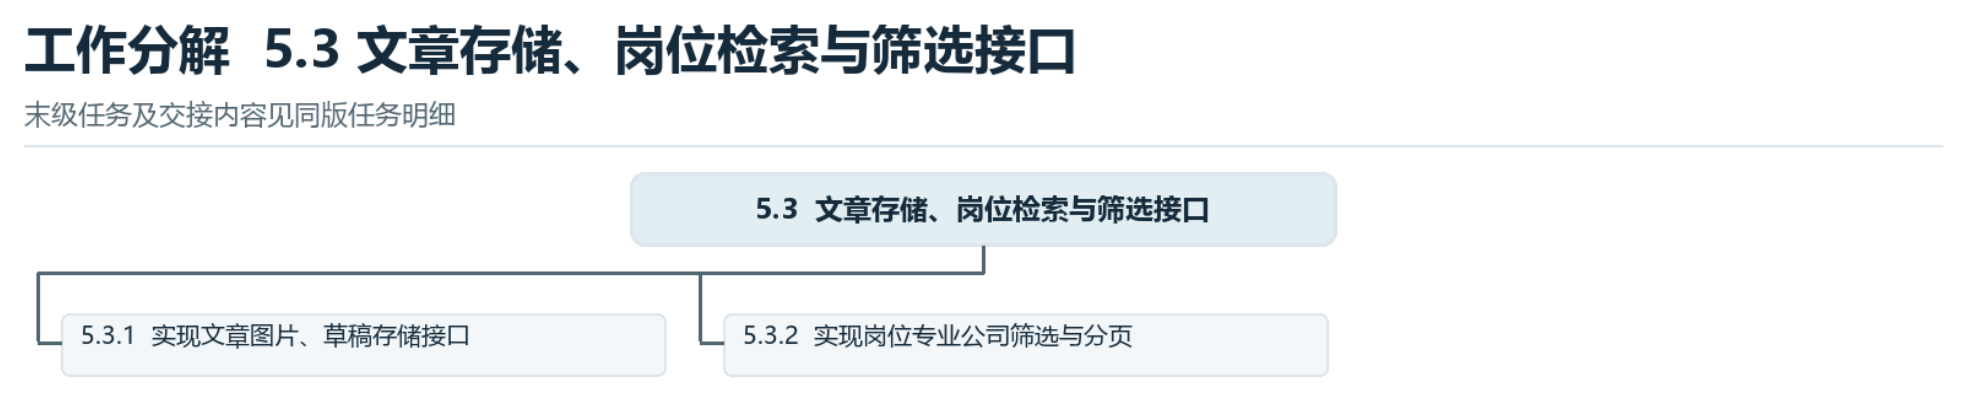 工作分解 5.3 文章存储、岗位检索与筛选接口
末级任务及交接内容见同版任务明细
5.3 文章存储、岗位检索与筛选接口
5.3.1 实现文章图片、草稿存储接口
5.3.2 实现岗位专业公司筛选与分页